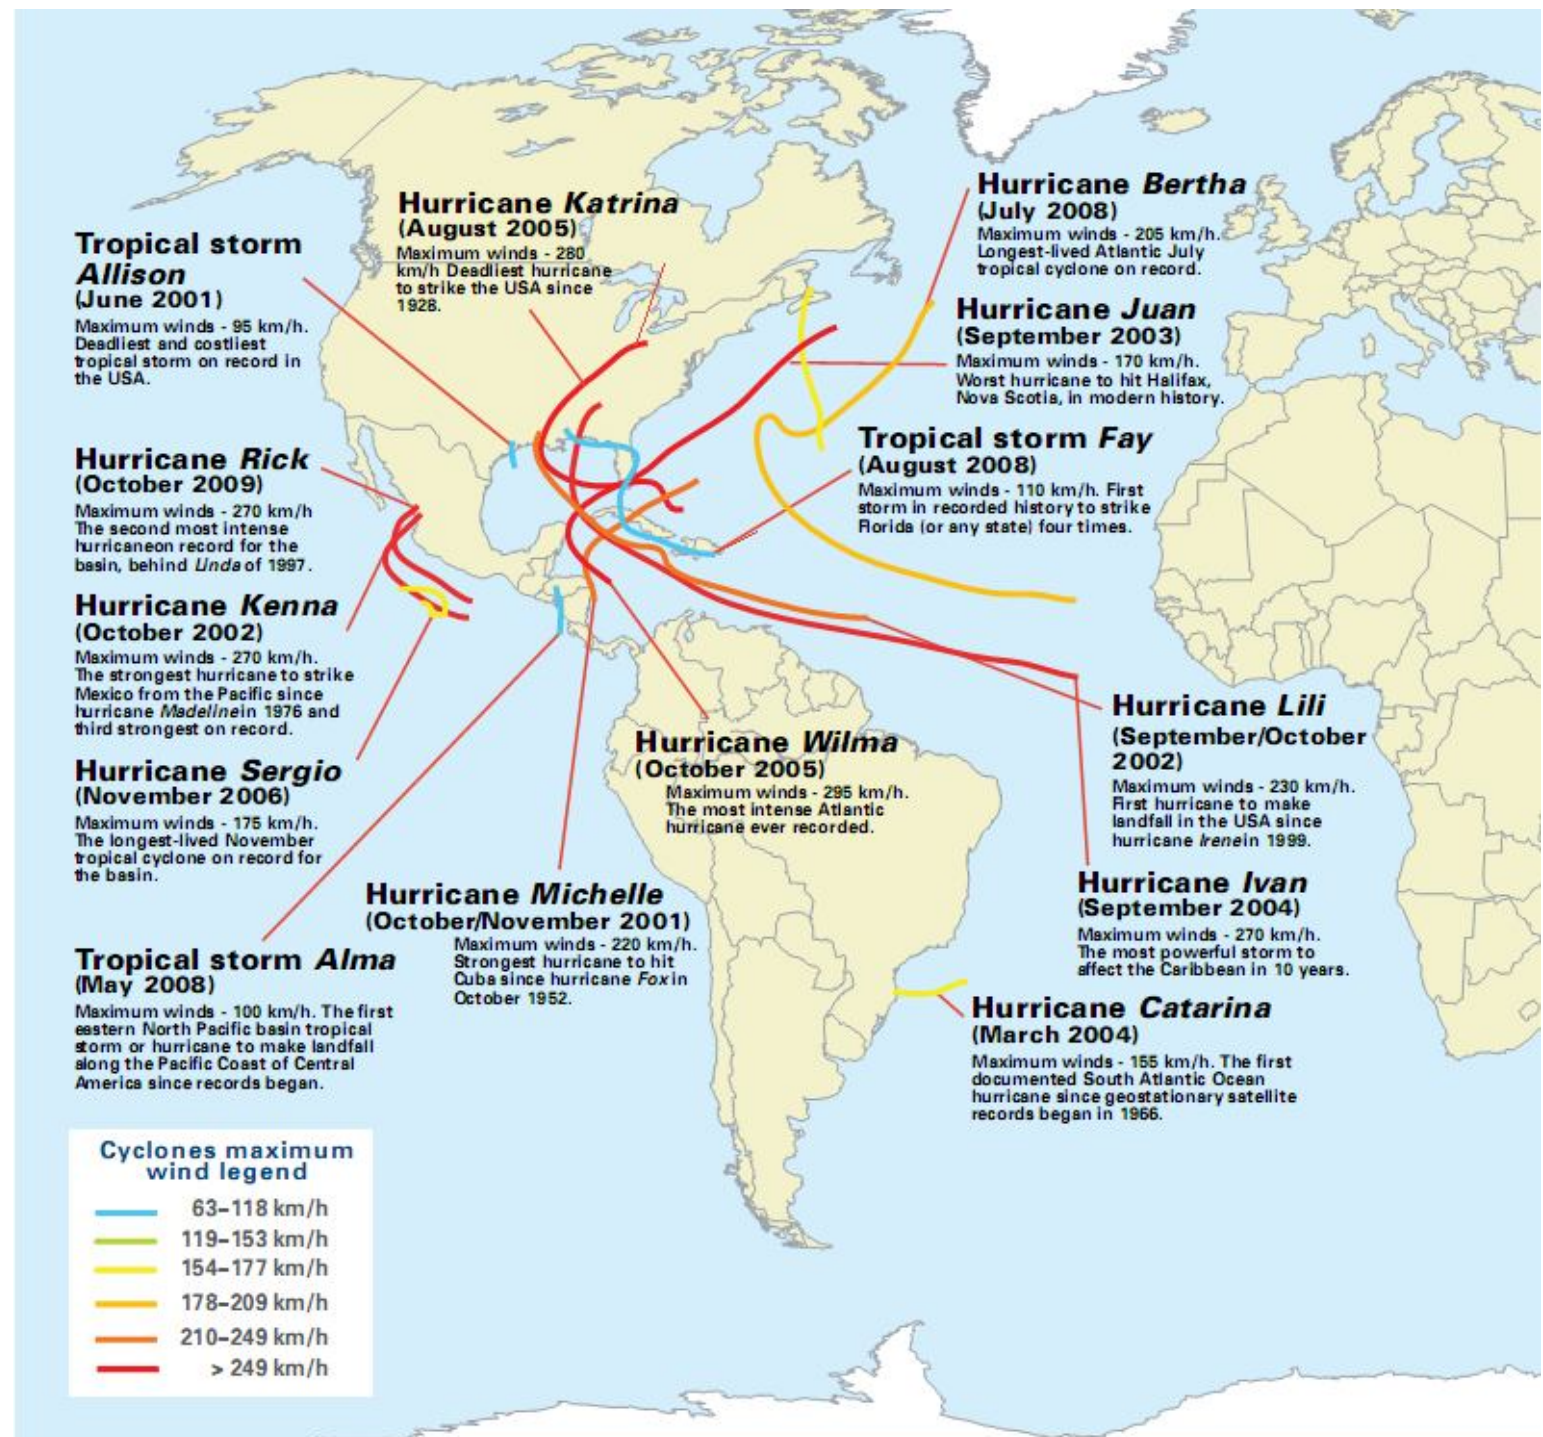 Hurricane Katrina
(August 2005)
Maximum winds - 280
km/h Deadliest hurricane
to strike the USA since
1928.
Tropical storm
Allison
(June 2001)
Maximum winds - 95 km/h.
Deadliest and costliest
tropical storm on record in
the USA.
Hurricane Rick
(October 2009)
Maximum winds - 270 km/h
The second most intense
hurricaneon record for the
basin, behind Linda of 1997.
Hurricane Kenna
(October 2002)
Maximum winds - 270 km/h.
The strongest hurricane to strike
Mexico from the Pacific since
hurricane Madelinein 1976 and
third strongest on record.
Hurricane Sergio
(November 2006)
Maximum winds - 175 km/h.
The longest-lived November
tropical cyclone on record for
the basin.
Tropical storm Alma
(May 2008)
Maximum winds - 100 km/h. The first
eastern North Pacific basin tropical
storm or hurricane to make landfall
along the Pacific Coast of Central
America since records began.
Hurricane Michelle
(October/November 2001)
Maximum winds - 220 km/h.
Strongest hurricane to hit
Cuba since hurricane Foxin
October 1952.
Hurricane Wilma
(October 2005)
Maximum winds - 295 km/h.
The most intense Atlantic
hurricane ever recorded.
Hurricane Bertha
(July 2008)
Maximum winds - 205 km/h.
Longest-lived Atlantic July
tropical cyclone on record.
Hurricane Juan
(September 2003)
Maximum winds - 170 km/h.
Worst hurricane to hit Halifax,
Nova Scotia, in modern history.
Tropical storm Fay
(August 2008)
Maximum winds - 110 km/h. First
storm in recorded history to strike
Florida (or any state) four times.
Hurricane Lili
(September/October
2002)
Maximum winds - 230 km/h.
First hurricane to make
landfall in the USA since
hurricane Irenein 1999.
Hurricane Ivan
(September 2004)
Maximum winds - 270 km/h.
The most powerful storm to
affect the Caribbean in 10 years.
Hurricane Catarina
(March 2004)
Maximum winds - 155 km/h. The first
documented South Atlantic Ocean
hurricane since geostationary satellite
records began in 1966.
Cyclones maximum
wind legend
63–118 km/h
119–153 km/h
154–177 km/h
178–209 km/h
210–249 km/h
> 249 km/h